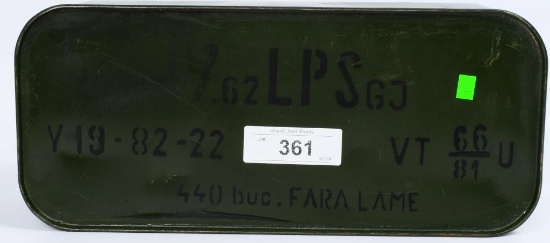 7.62 LPS GJ
Y 19-82-22
361
VT 66/81 U
440 buc. FARA LAME